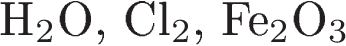 H₂O, Cl₂, Fe₂O₃